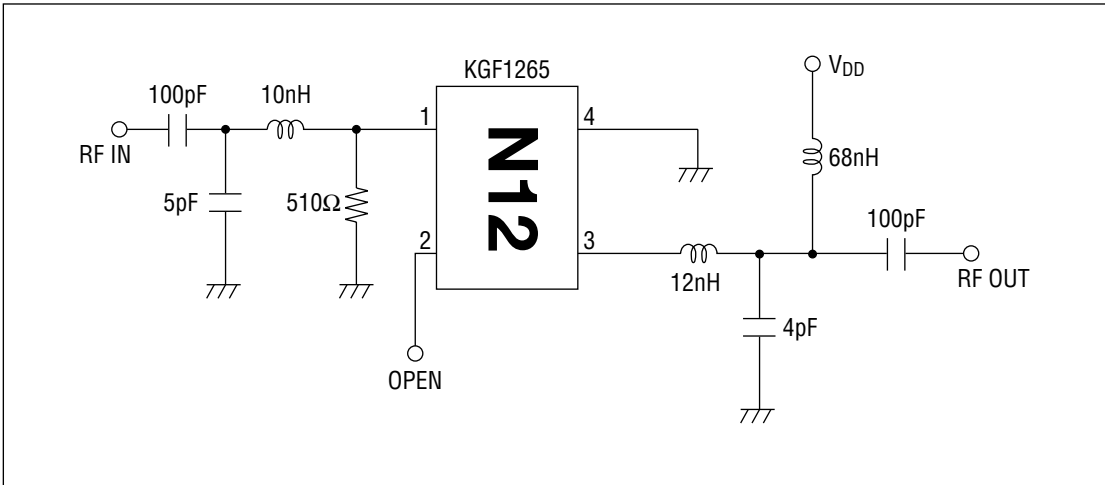 KGF1265
V_DD
100pF
10nH
1
4
RF IN
5pF
510Ω
N12
68nH
2
3
100pF
12nH
RF OUT
4pF
OPEN